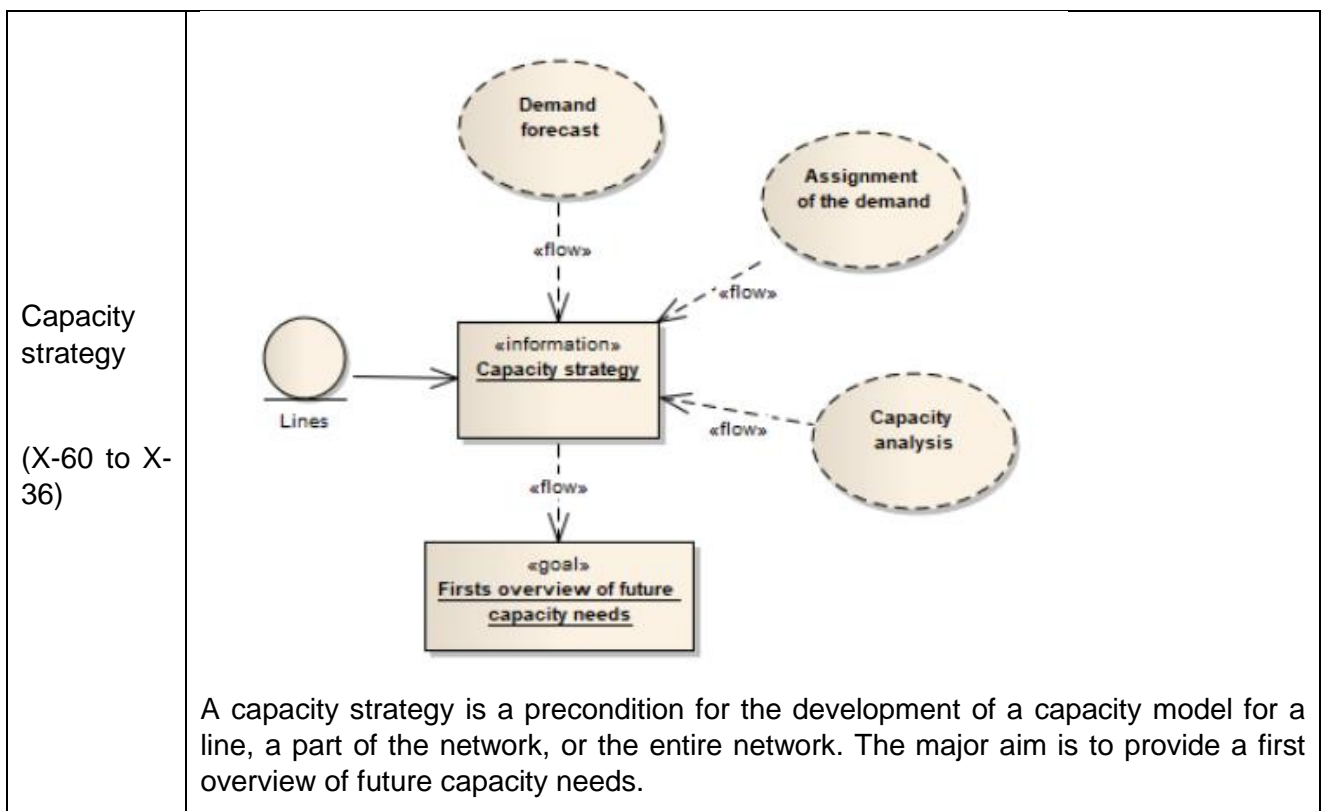 Capacity
strategy
(X-60 to X-
36)
Demand
forecast
Assignment
of the demand
«flow»
«flow»
«information»
Capacity strategy
Lines
Capacity
analysis
«flow»
«flow»
«goal»
Firsts overview of future
capacity needs
A capacity strategy is a precondition for the development of a capacity model for a
line, a part of the network, or the entire network. The major aim is to provide a first
overview of future capacity needs.